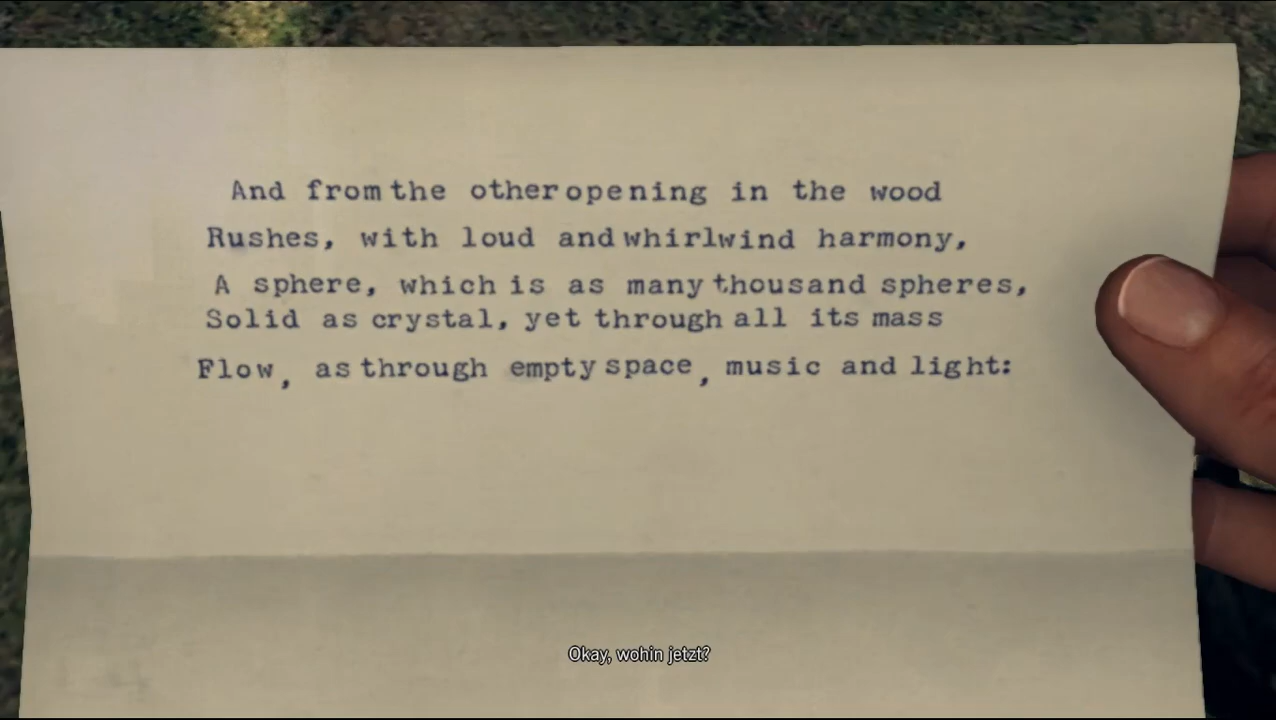 And from the other opening in the wood
Rushes, with loud and whirlwind harmony,
A sphere, which is as many thousand spheres,
Solid as crystal, yet through all its mass
Flow, as through empty space, music and light:
Okay, wohin jetzt?